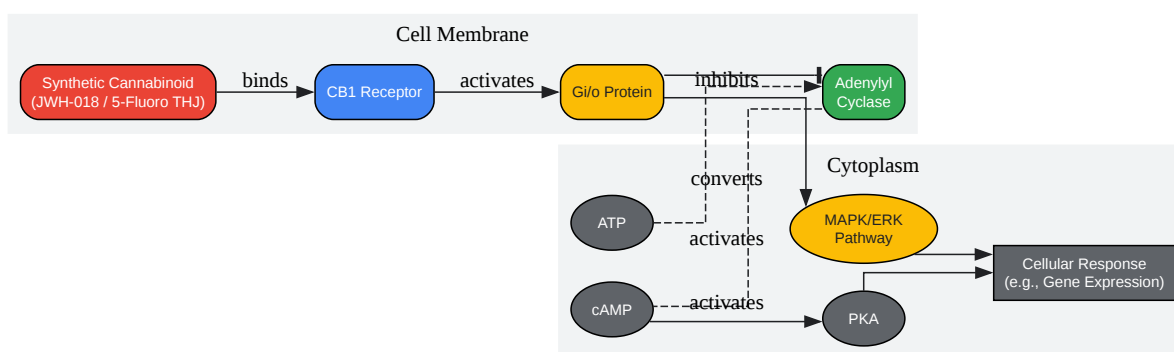 Cell Membrane
Synthetic Cannabinoid
(JWH-018 / 5-Fluoro THJ)
binds
CB1 Receptor
activates
Gi/o Protein
inhibits
Adenylyl
Cyclase
Cytoplasm
converts
ATP
MAPK/ERK
Pathway
activates
Cellular Response
(e.g., Gene Expression)
cAMP
activates
PKA